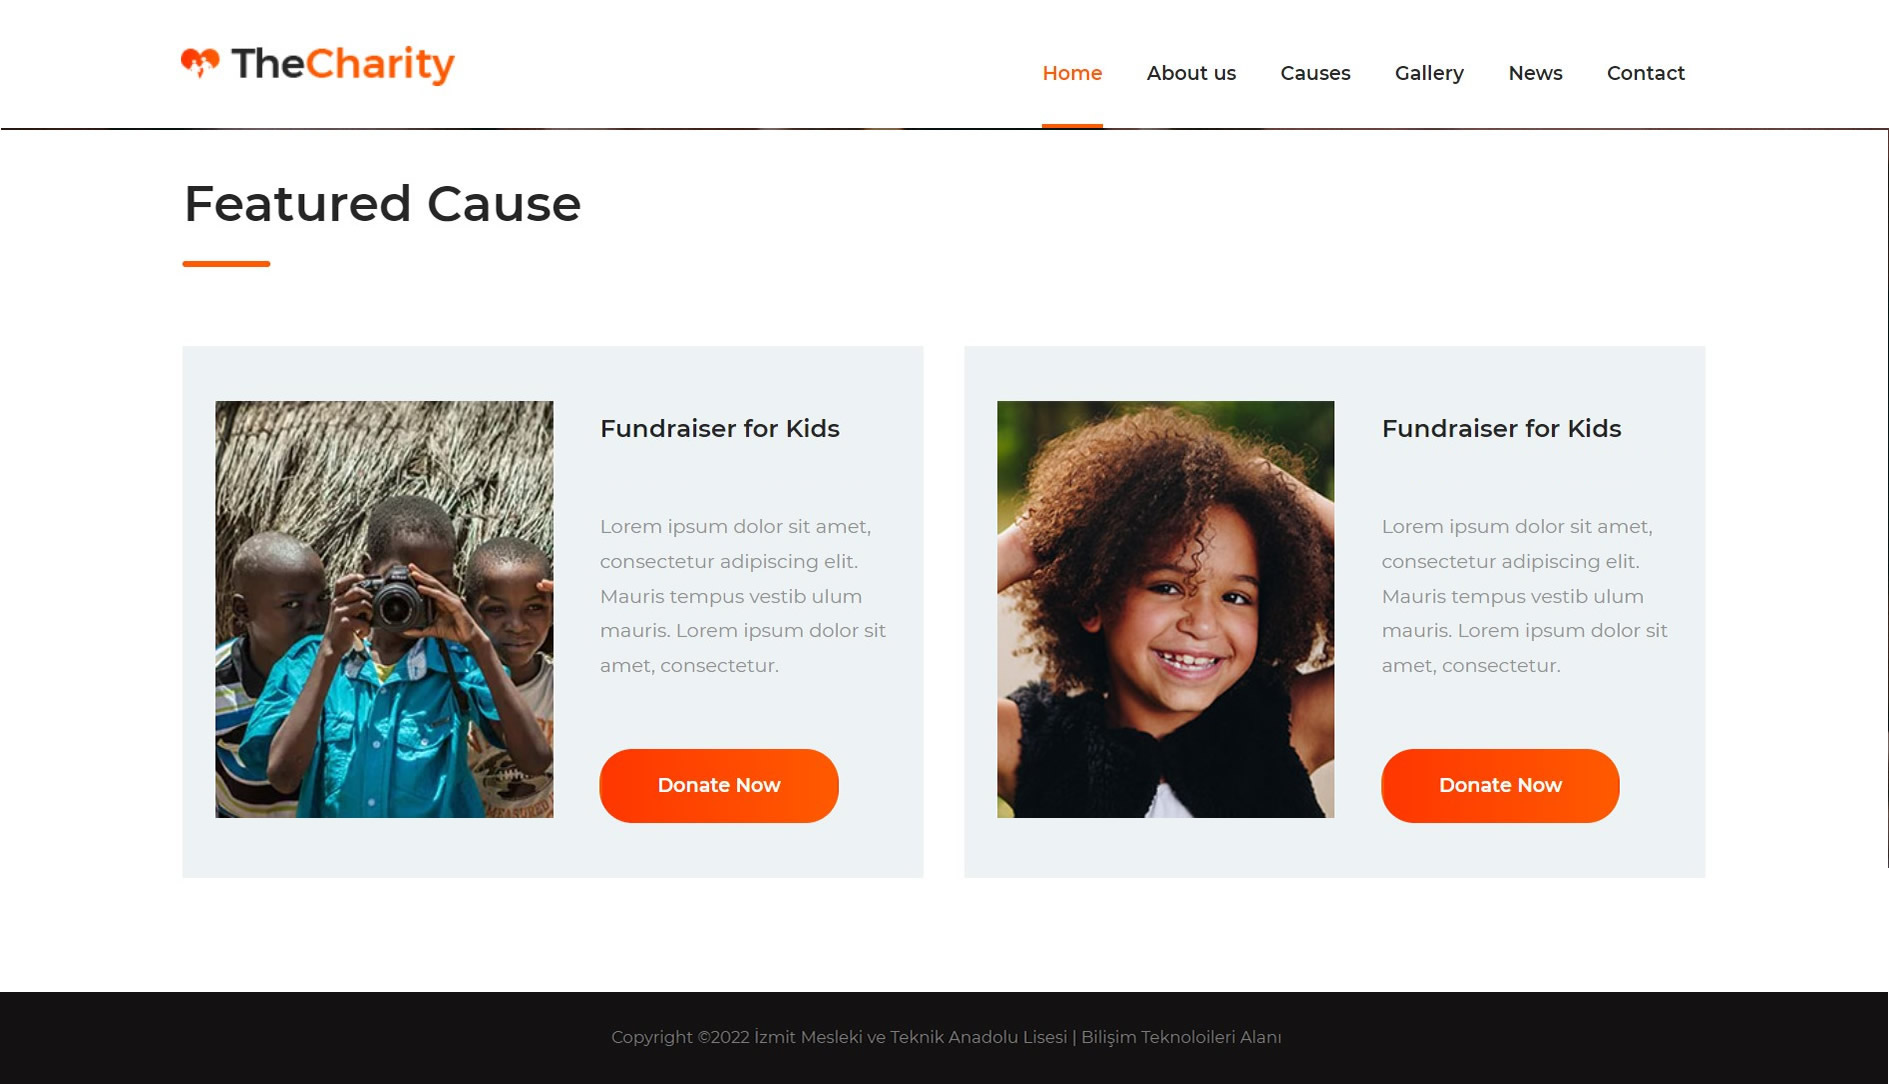 TheCharity
Home About us Causes Gallery News Contact
Featured Cause
Fundraiser for Kids
Lorem ipsum dolor sit amet,
consectetur adipiscing elit.
Mauris tempus vestib ulum
mauris. Lorem ipsum dolor sit
amet, consectetur.
Donate Now
Fundraiser for Kids
Lorem ipsum dolor sit amet,
consectetur adipiscing elit.
Mauris tempus vestib ulum
mauris. Lorem ipsum dolor sit
amet, consectetur.
Donate Now
Copyright ©2022 İzmit Mesleki ve Teknik Anadolu Lisesi | Bilişim Teknoloileri Alanı